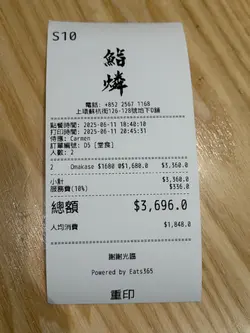 S10
鮨
燐
電話: +852 2567 1168
上環蘇杭街126-128號地下D舖
點餐時間: 2025-06-11 18:40:10
打印時間: 2025-06-11 20:45:31
侍應: Carmen
訂單編號: D5 [堂食]
人數: 2
2 Omakase $1680 @$1,680.0 $3,360.0
小計 $3,360.0
服務費(10%) $336.0
總額 $3,696.0
人均消費 $1,848.0
謝謝光臨
Powered by Eats365
重印